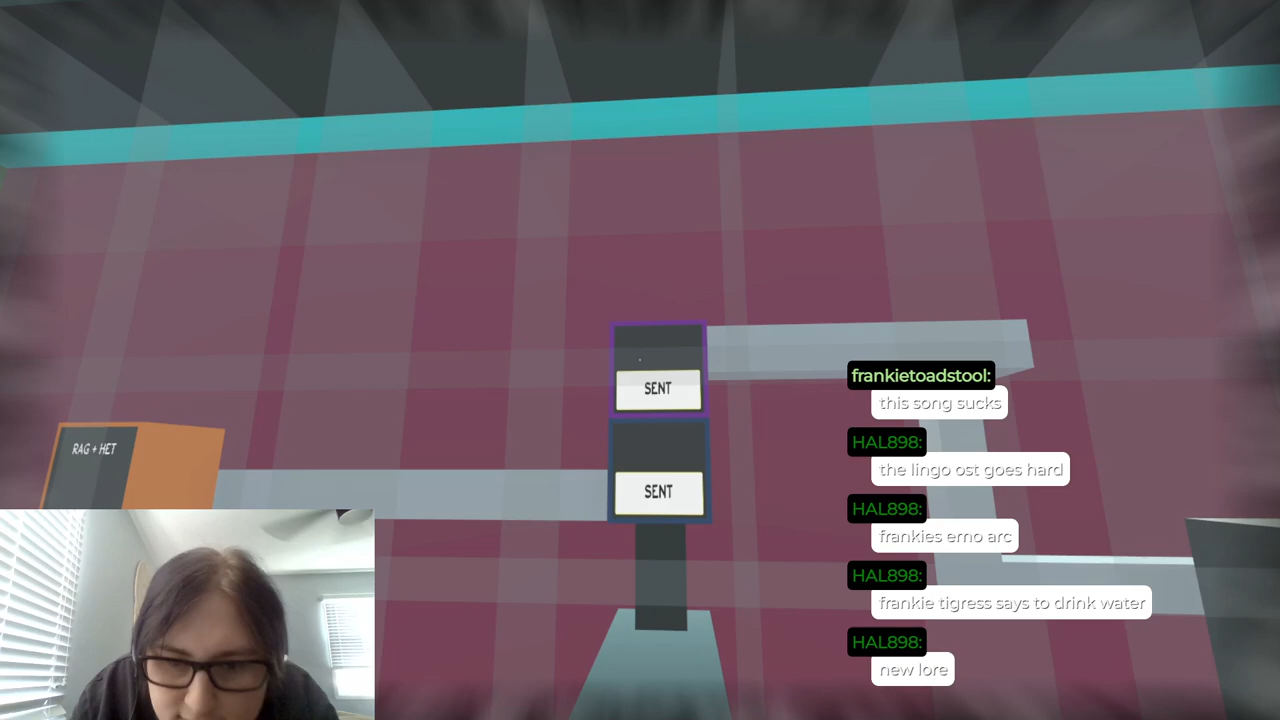 SENT
RAG + HET
SENT
frankietoadstool:
this song sucks
HAL898:
the lingo ost goes hard
HAL898:
frankies emo arc
HAL898:
frankie tigress says to drink water
HAL898:
new lore